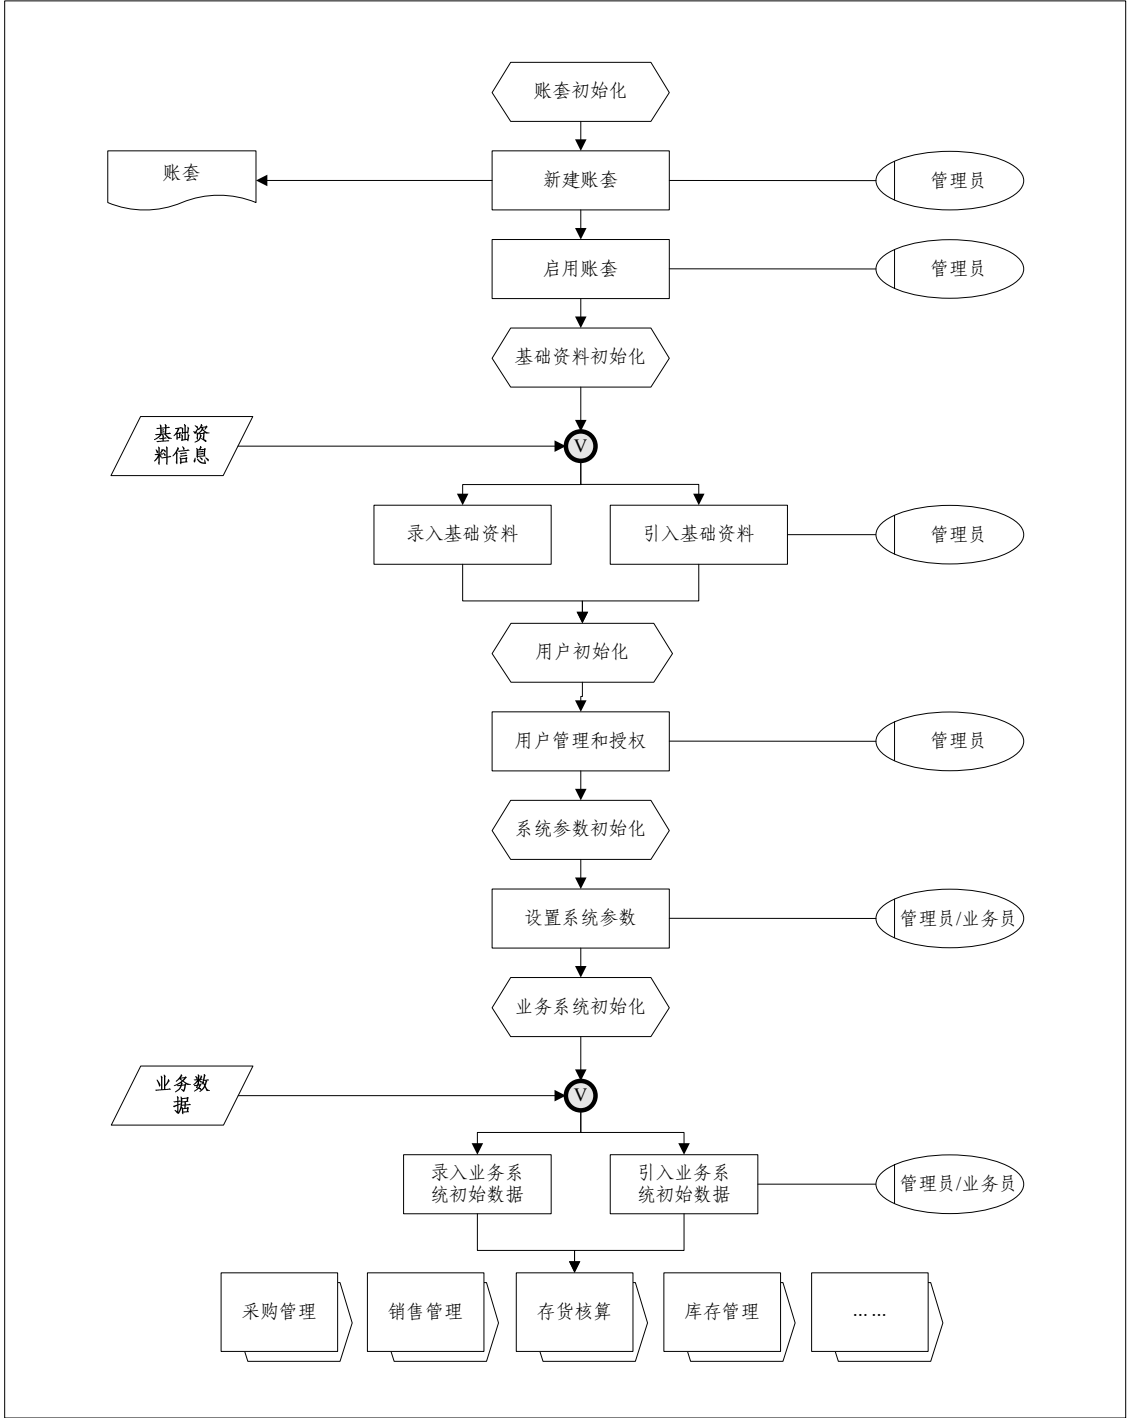 账套初始化
账套
新建账套
管理员
启用账套
管理员
基础资料初始化
基础资
料信息
V
录入基础资料
引入基础资料
管理员
用户初始化
用户管理和授权
管理员
系统参数初始化
设置系统参数
管理员/业务员
业务系统初始化
业务数
据
V
录入业务系
统初始数据
引入业务系
统初始数据
管理员/业务员
采购管理
销售管理
存货核算
库存管理
... ...